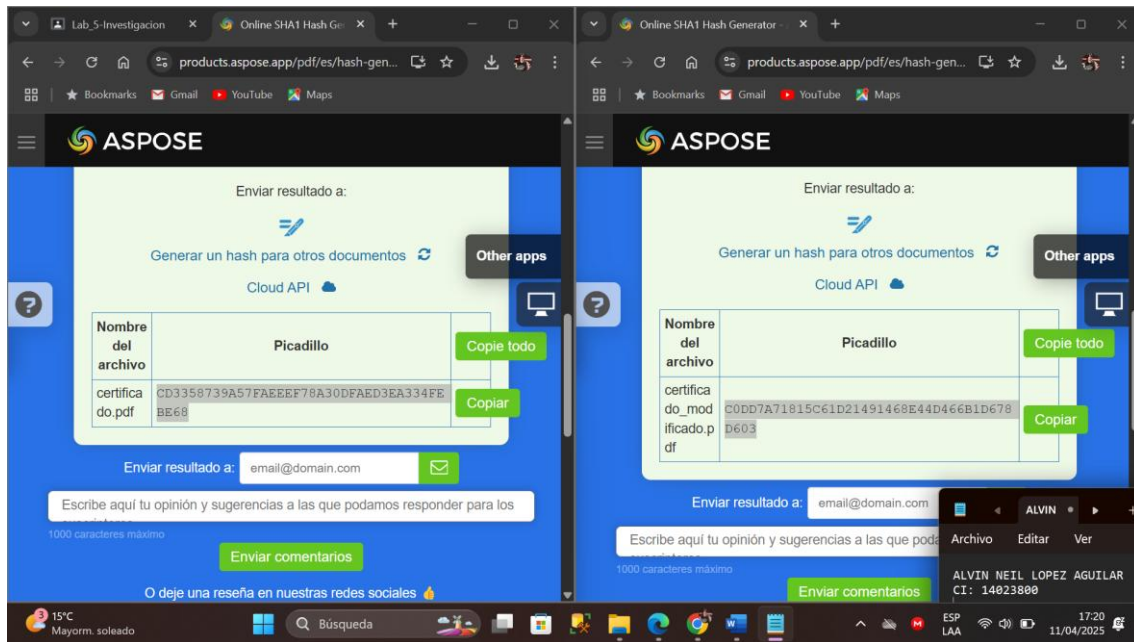 Lab_5-Investigacion
Online SHA1 Hash Ge
products.aspose.app/pdf/es/hash-gen...
Bookmarks Gmail YouTube Maps
ASPOSE
Enviar resultado a:
Generar un hash para otros documentos
Other apps
Cloud API
Nombre del archivo
Picadillo
Copie todo
certifica
do.pdf
CD3358739A57FAEEEF78A30DFAED3EA334FE
BE68
Copiar
Enviar resultado a: email@domain.com
Escribe aquí tu opinión y sugerencias a las que podamos responder para los
1000 caracteres máximo
Enviar comentarios
O deje una reseña en nuestras redes sociales 👍
Online SHA1 Hash Generator -
products.aspose.app/pdf/es/hash-gen...
Bookmarks Gmail YouTube Maps
ASPOSE
Enviar resultado a:
Generar un hash para otros documentos
Other apps
Cloud API
Nombre
del
archivo
Picadillo
Copie todo
certifica
do_mod
ificado.p
df
C0DD7A71815C61D21491468E44D466B1D678
D603
Copiar
Enviar resultado a: email@domain.com
Escribe aquí tu opinión y sugerencias a las que poda
1000 caracteres máximo
Enviar comentarios
ALVIN
Archivo Editar Ver
ALVIN NEIL LOPEZ AGUILAR
CI: 14023800
3
15°C
Mayorm. soleado
Búsqueda
ESP
LAA
17:20
11/04/2025